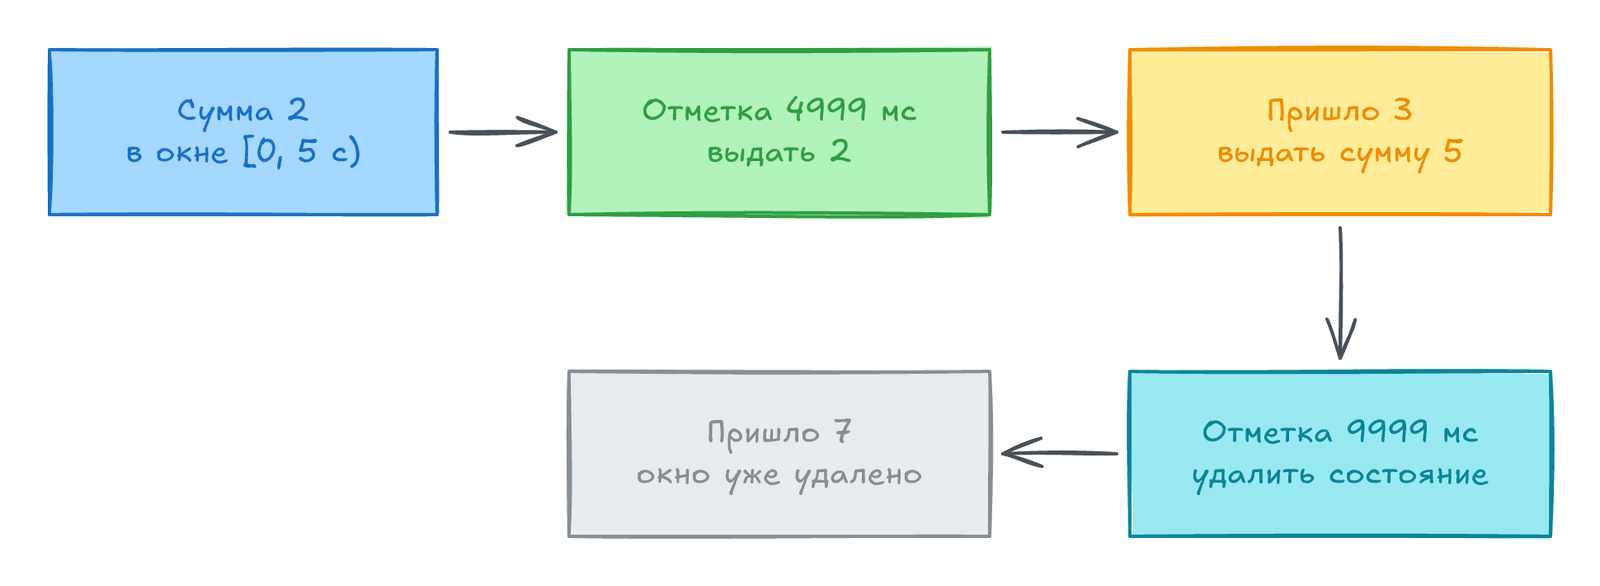 Сумма 2
в окне [0, 5 с)
Отметка 4999 мс
выдать 2
Пришло 3
выдать сумму 5
Отметка 9999 мс
удалить состояние
Пришло 7
окно уже удалено